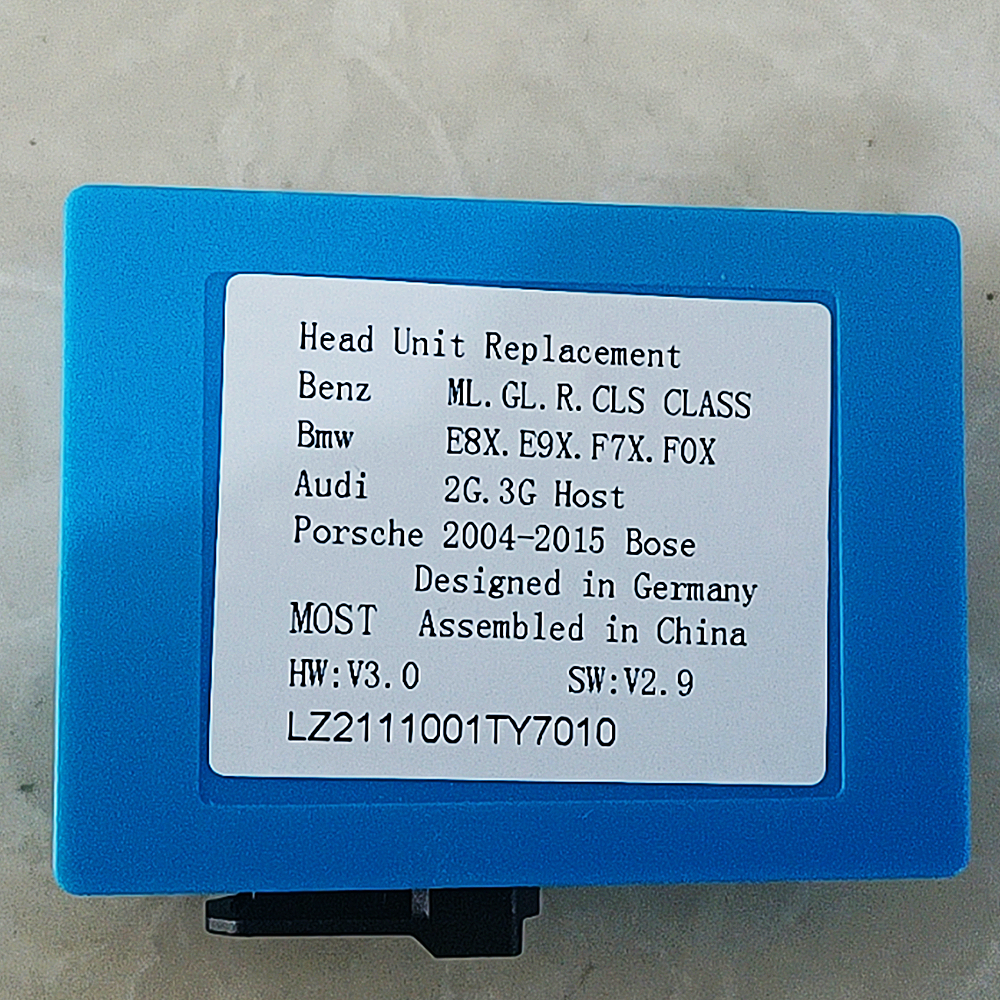 Head Unit Replacement
Benz ML.GL.R.CLS CLASS
Bmw E8X.E9X.F7X.F0X
Audi 2G.3G Host
Porsche 2004-2015 Bose
Designed in Germany
MOST Assembled in China
HW:V3.0 SW:V2.9
LZ2111001TY7010